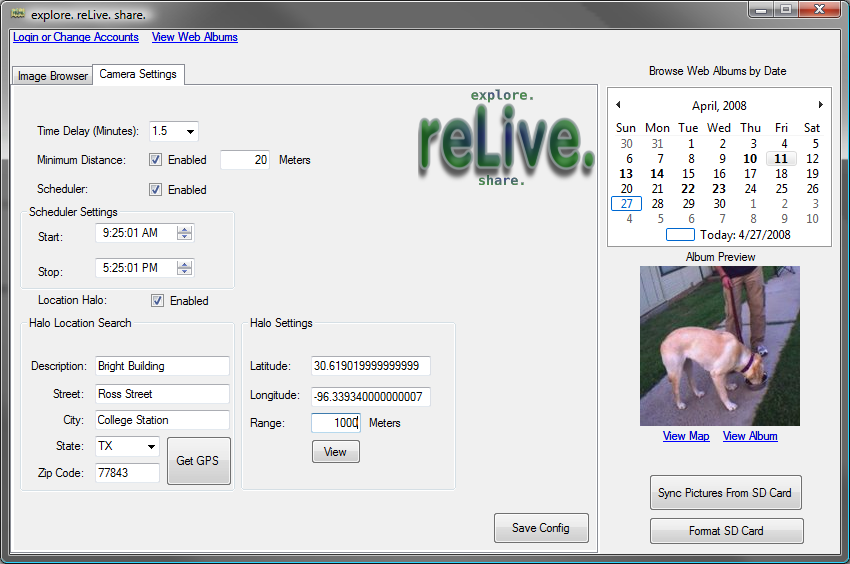 explore. reLive. share.
Login or Change Accounts View Web Albums
Image Browser Camera Settings
explore.
reLive.
share.
Time Delay (Minutes): 1.5
Minimum Distance: Enabled 20 Meters
Scheduler: Enabled
Scheduler Settings
Start: 9:25:01 AM
Stop: 5:25:01 PM
Location Halo: Enabled
Halo Location Search
Description: Bright Building
Street: Ross Street
City: College Station
State: TX
Zip Code: 77843
Get GPS
Halo Settings
Latitude: 30.619019999999999
Longitude: -96.339340000000007
Range: 1000 Meters
View
Save Config
Browse Web Albums by Date
April, 2008
Sun Mon Tue Wed Thu Fri Sat
30 31 1 2 3 4 5
6 7 8 9 10 11 12
13 14 15 16 17 18 19
20 21 22 23 24 25 26
27 28 29 30 1 2 3
4 5 6 7 8 9 10
Today: 4/27/2008
Album Preview
View Map View Album
Sync Pictures From SD Card
Format SD Card